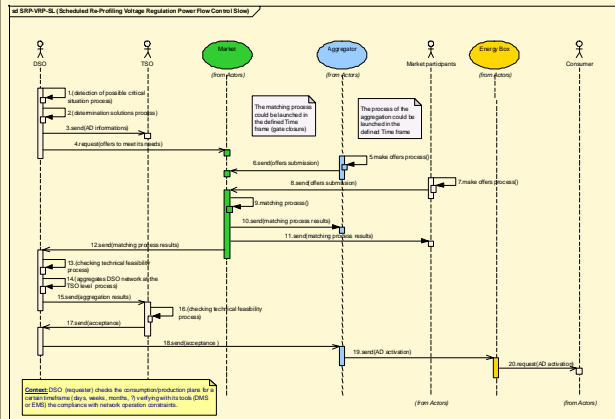 sd SRP-VRP-SL (Scheduled Re-Profiling Voltage Regulation Power Flow Control Slow)
DSO
TSO
Market
(from Actors)
Aggregator
(from Actors)
Market participants
Energy Box
(from Actors)
Consumer
1.(detection of possible critical
situation process)
2.(determination solutions process)
3.send(AD informations)
4.request(offers to meet its needs)
The matching process
could be launched in
the defined Time
frame (gate closure)
The process of the
aggregation could be
launched in the
defined Time frame
5.make offers process()
6.send(offers submission)
7.make offers process()
8.send(offers submission)
9.matching process()
10.send(matching process results)
11.send(matching process results)
12.send(matching process results)
13.(checking technical feasibility
process)
14.(aggregates DSO network at the
TSO level process)
15.send(aggregation results)
16.(checking technical feasibility
process)
17.send(acceptance)
18.send(acceptance )
19.send(AD activation)
20.request(AD activation)
Context: DSO (requester) checks the consumption/production plans for a
certain timeframe (days, weeks, months, ?) verifying with its tools (DMS
or EMS) the compliance with network operation constraints.
(from Actors)
(from Actors)